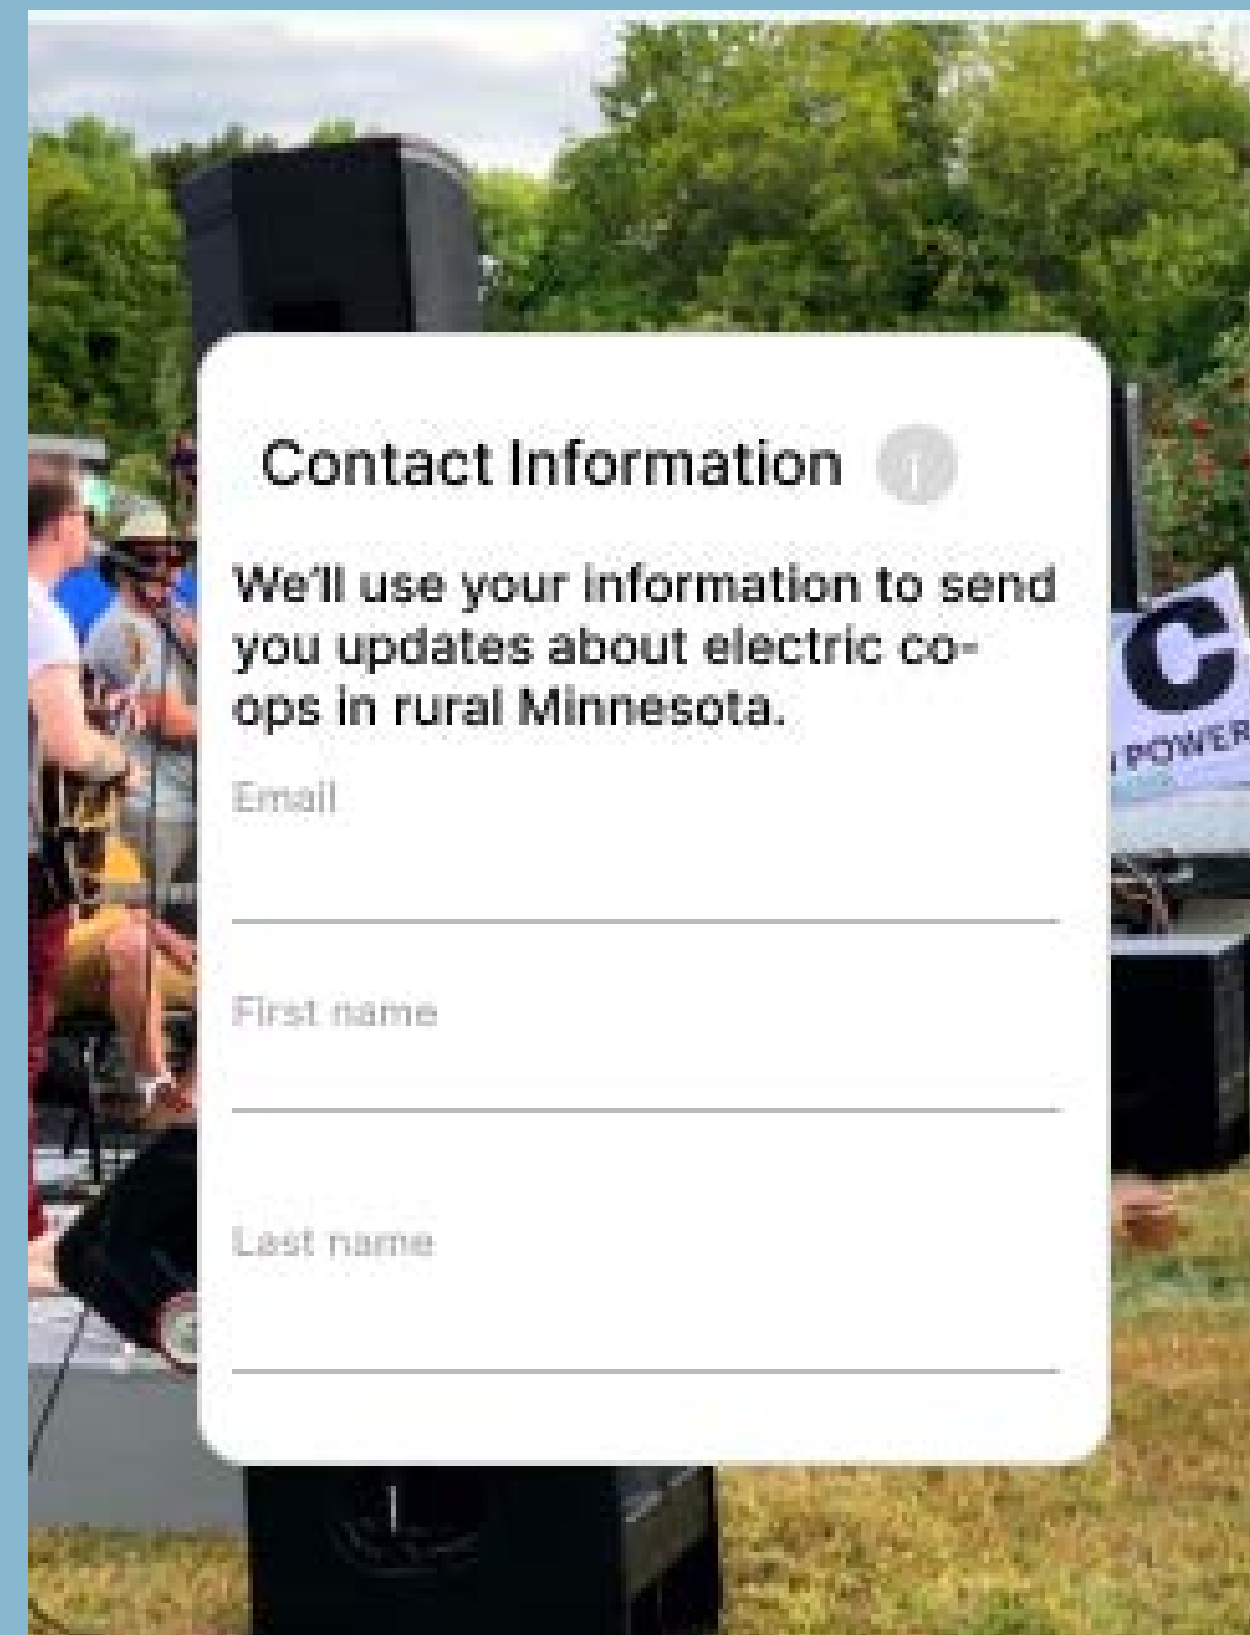 Contact Information
We'll use your information to send
you updates about electric co-
ops in rural Minnesota.
C
POWER
Email
First name
Last name